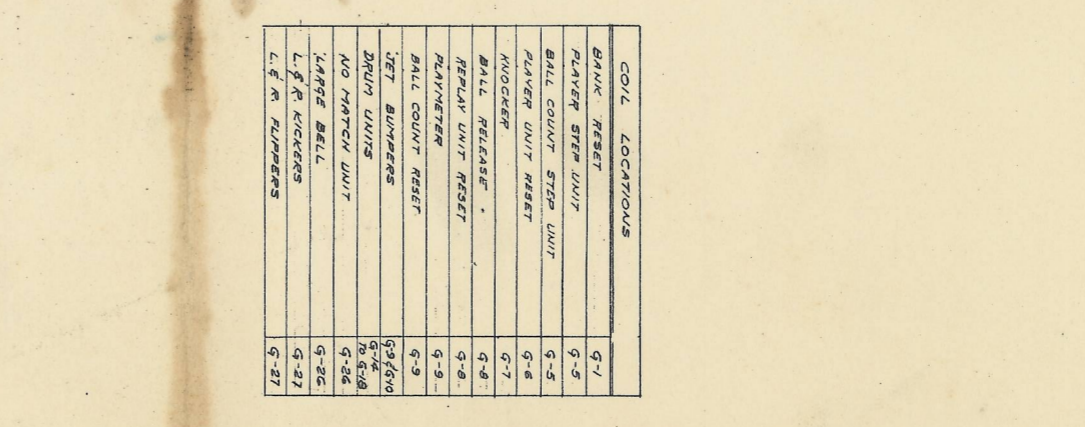 COIL LOCATIONS
BANK RESET G-1
PLAYER STEP UNIT G-5
BALL COUNT STEP UNIT G-5
PLAYER UNIT RESET G-6
KNOCKER G-7
BALL RELEASE G-8
REPLAY UNIT RESET G-8
PLAYMETER G-9
BALL COUNT RESET G-9
JET BUMPERS G-9 & G-10
DRUM UNITS G-14 TO G-18
NO MATCH UNIT G-26
LARGE BELL G-26
L. & R. KICKERS G-27
L. & R. FLIPPERS G-27